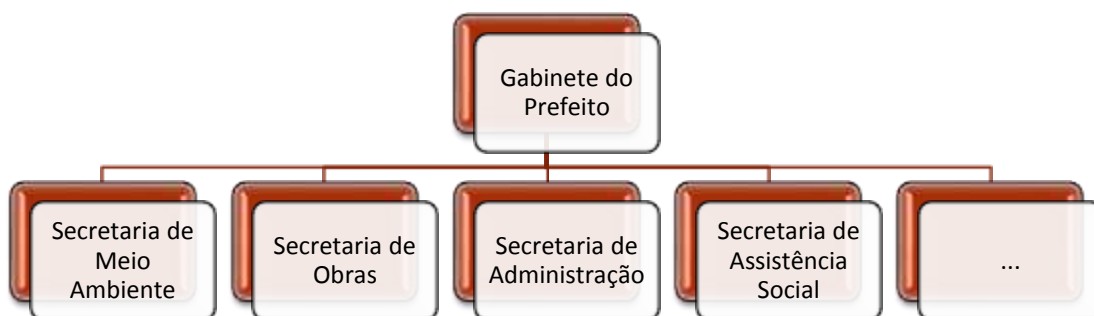 Gabinete do
Prefeito
Secretaria de
Meio
Ambiente
Secretaria de
Obras
Secretaria de
Administração
Secretaria de
Assistência
Social
...